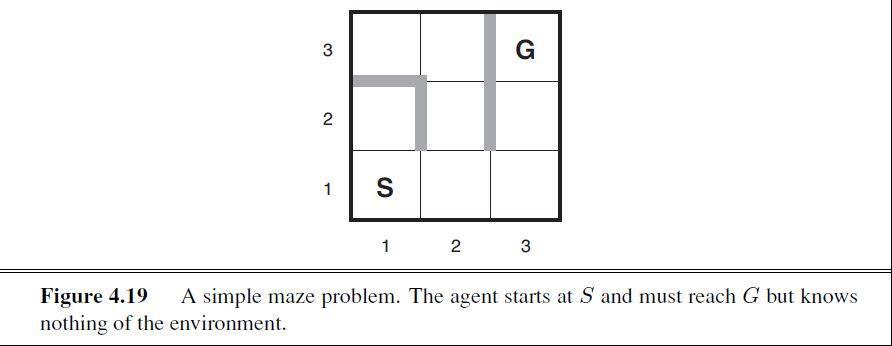 3
G
2
1
S
1 2 3
Figure 4.19 A simple maze problem. The agent starts at S and must reach G but knows
nothing of the environment.